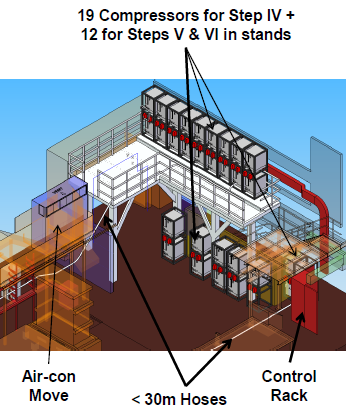 19 Compressors for Step IV +
12 for Steps V & VI in stands
Air-con
Move
< 30m Hoses
Control
Rack